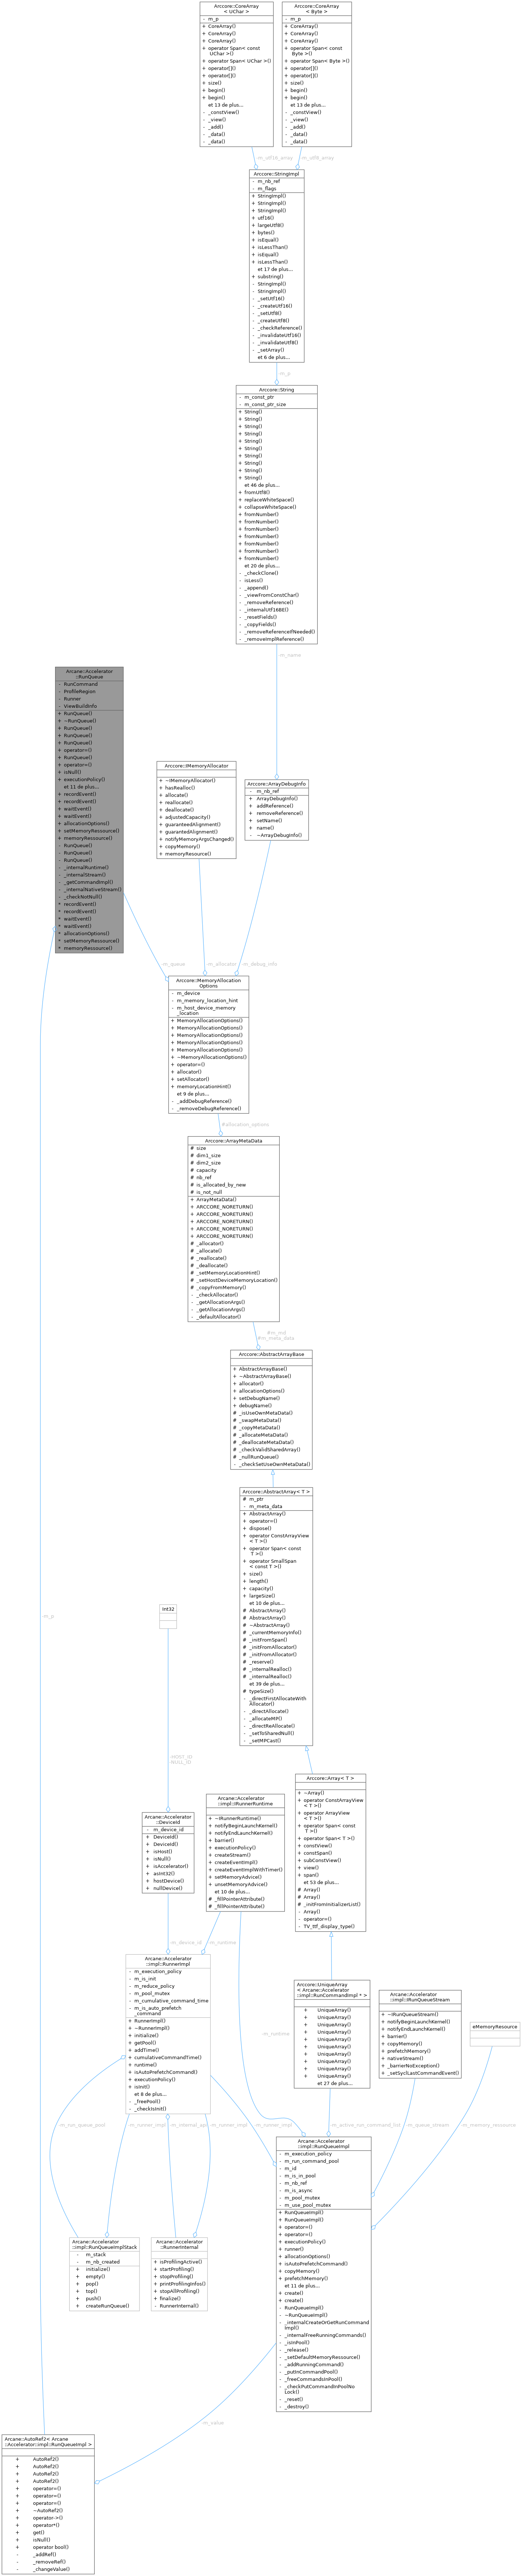 Arccore::CoreArray
< UChar >
- m_p
+ CoreArray()
+ CoreArray()
+ CoreArray()
+ operator Span< const
UChar >()
+ operator Span< UChar >()
+ operator[]()
+ operator[]()
+ size()
+ begin()
+ begin()
et 13 de plus...
- _constView()
- _view()
- _add()
- _data()
- _data()
Arccore::CoreArray
< Byte >
- m_p
+ CoreArray()
+ CoreArray()
+ CoreArray()
+ operator Span< const
Byte >()
+ operator Span< Byte >()
+ operator[]()
+ operator[]()
+ size()
+ begin()
+ begin()
et 13 de plus...
- _constView()
- _view()
- _add()
- _data()
- _data()
-m_utf16_array
-m_utf8_array
Arccore::StringImpl
- m_nb_ref
- m_flags
+ StringImpl()
+ StringImpl()
+ StringImpl()
+ utf16()
+ largeUtf8()
+ bytes()
+ isEqual()
+ isLessThan()
+ isEqual()
+ isLessThan()
et 17 de plus...
+ substring()
- StringImpl()
- StringImpl()
- _setUtf16()
- _createUtf16()
- _setUtf8()
- _createUtf8()
- _checkReference()
- _invalidateUtf16()
- _invalidateUtf8()
- _setArray()
et 6 de plus...
-m_p
Arccore::String
- m_const_ptr
- m_const_ptr_size
+ String()
+ String()
+ String()
+ String()
+ String()
+ String()
+ String()
+ String()
+ String()
+ String()
et 46 de plus...
+ fromUtf8()
+ replaceWhiteSpace()
+ collapseWhiteSpace()
+ fromNumber()
+ fromNumber()
+ fromNumber()
+ fromNumber()
+ fromNumber()
+ fromNumber()
+ fromNumber()
et 20 de plus...
- _checkClone()
- isLess()
- _append()
- _viewFromConstChar()
- _removeReference()
- _internalUtf16BE()
- _resetFields()
- _copyFields()
- _removeReferenceIfNeeded()
- _removeImplReference()
-m_name
Arcane::Accelerator
::RunQueue
- RunCommand
- ProfileRegion
- Runner
- ViewBuildInfo
+ RunQueue()
+ ~RunQueue()
+ RunQueue()
+ RunQueue()
+ RunQueue()
+ operator=()
+ RunQueue()
+ operator=()
+ isNull()
+ executionPolicy()
et 11 de plus...
+ recordEvent()
+ recordEvent()
+ waitEvent()
+ waitEvent()
+ allocationOptions()
+ setMemoryRessource()
+ memoryRessource()
- RunQueue()
- RunQueue()
- RunQueue()
- _internalRuntime()
- _internalStream()
- _getCommandImpl()
- _internalNativeStream()
- _checkNotNull()
* recordEvent()
* recordEvent()
* waitEvent()
* waitEvent()
* allocationOptions()
* setMemoryRessource()
* memoryRessource()
Arccore::IMemoryAllocator
+ ~IMemoryAllocator()
+ hasRealloc()
+ allocate()
+ reallocate()
+ deallocate()
+ adjustedCapacity()
+ guaranteedAlignment()
+ guarantedAlignment()
+ notifyMemoryArgsChanged()
+ copyMemory()
+ memoryResource()
Arccore::ArrayDebugInfo
- m_nb_ref
+ ArrayDebugInfo()
+ addReference()
+ removeReference()
+ setName()
+ name()
- ~ArrayDebugInfo()
-m_queue
-m_allocator
-m_debug_info
Arccore::MemoryAllocation
Options
- m_device
- m_memory_location_hint
- m_host_device_memory
_location
+ MemoryAllocationOptions()
+ MemoryAllocationOptions()
+ MemoryAllocationOptions()
+ MemoryAllocationOptions()
+ MemoryAllocationOptions()
+ ~MemoryAllocationOptions()
+ operator=()
+ allocator()
+ setAllocator()
+ memoryLocationHint()
et 9 de plus...
- _addDebugReference()
- _removeDebugReference()
#allocation_options
Arccore::ArrayMetaData
# size
# dim1_size
# dim2_size
# capacity
# nb_ref
# is_allocated_by_new
# is_not_null
+ ArrayMetaData()
+ ARCCORE_NORETURN()
+ ARCCORE_NORETURN()
+ ARCCORE_NORETURN()
+ ARCCORE_NORETURN()
+ ARCCORE_NORETURN()
# _allocator()
# _allocate()
# _reallocate()
# _deallocate()
# _setMemoryLocationHint()
# _setHostDeviceMemoryLocation()
# _copyFromMemory()
- _checkAllocator()
- _getAllocationArgs()
- _getAllocationArgs()
- _defaultAllocator()
#m_md
#m_meta_data
Arccore::AbstractArrayBase
+ AbstractArrayBase()
+ ~AbstractArrayBase()
+ allocator()
+ allocationOptions()
+ setDebugName()
+ debugName()
# _isUseOwnMetaData()
# _swapMetaData()
# _copyMetaData()
# _allocateMetaData()
# _deallocateMetaData()
# _checkValidSharedArray()
# _nullRunQueue()
- _checkSetUseOwnMetaData()
Arccore::AbstractArray< T >
# m_ptr
- m_meta_data
+ AbstractArray()
+ operator=()
+ dispose()
+ operator ConstArrayView
< T >()
+ operator Span< const
T >()
+ operator SmallSpan
< const T >()
+ size()
+ length()
+ capacity()
+ largeSize()
et 10 de plus...
# AbstractArray()
# AbstractArray()
# ~AbstractArray()
# _currentMemoryInfo()
# _initFromSpan()
# _initFromAllocator()
# _initFromAllocator()
# _reserve()
# _internalRealloc()
# _internalRealloc()
et 39 de plus...
# typeSize()
- _directFirstAllocateWith
Allocator()
- _directAllocate()
- _allocateMP()
- _directReAllocate()
- _setToSharedNull()
- _setMPCast()
Int32
-HOST_ID
-NULL_ID
-m_p
Arcane::Accelerator
::DeviceId
- m_device_id
+ DeviceId()
+ DeviceId()
+ isHost()
+ isNull()
+ isAccelerator()
+ asInt32()
+ hostDevice()
+ nullDevice()
Arcane::Accelerator
::impl::IRunnerRuntime
+ ~IRunnerRuntime()
+ notifyBeginLaunchKernel()
+ notifyEndLaunchKernel()
+ barrier()
+ executionPolicy()
+ createStream()
+ createEventImpl()
+ createEventImplWithTimer()
+ setMemoryAdvice()
+ unsetMemoryAdvice()
et 10 de plus...
# _fillPointerAttribute()
# _fillPointerAttribute()
Arccore::Array< T >
+ ~Array()
+ operator ConstArrayView
< T >()
+ operator ArrayView
< T >()
+ operator Span< const
T >()
+ operator Span< T >()
+ constView()
+ constSpan()
+ subConstView()
+ view()
+ span()
et 53 de plus...
# Array()
# Array()
# _initFromInitializerList()
- Array()
- operator=()
- TV_ttf_display_type()
-m_device_id
-m_runtime
Arcane::Accelerator
::impl::RunnerImpl
- m_execution_policy
- m_is_init
- m_reduce_policy
- m_pool_mutex
- m_cumulative_command_time
- m_is_auto_prefetch
_command
+ RunnerImpl()
+ ~RunnerImpl()
+ initialize()
+ getPool()
+ addTime()
+ cumulativeCommandTime()
+ runtime()
+ isAutoPrefetchCommand()
+ executionPolicy()
+ isInit()
et 8 de plus...
- _freePool()
- _checkIsInit()
-m_runtime
Arccore::UniqueArray
< Arcane::Accelerator
::impl::RunCommandImpl * >
+ UniqueArray()
+ UniqueArray()
+ UniqueArray()
+ UniqueArray()
+ UniqueArray()
+ UniqueArray()
+ UniqueArray()
+ UniqueArray()
+ UniqueArray()
+ UniqueArray()
et 27 de plus...
Arcane::Accelerator
::impl::IRunQueueStream
+ ~IRunQueueStream()
+ notifyBeginLaunchKernel()
+ notifyEndLaunchKernel()
+ barrier()
+ copyMemory()
+ prefetchMemory()
+ nativeStream()
+ _barrierNoException()
+ _setSyclLastCommandEvent()
eMemoryResource
-m_run_queue_pool
-m_runner_impl
-m_internal_api
-m_runner_impl
-m_runner_impl
-m_active_run_command_list
-m_queue_stream
-m_memory_ressource
Arcane::Accelerator
::impl::RunQueueImplStack
- m_stack
- m_nb_created
+ initialize()
+ empty()
+ pop()
+ top()
+ push()
+ createRunQueue()
Arcane::Accelerator
::RunnerInternal
+ isProfilingActive()
+ startProfiling()
+ stopProfiling()
+ printProfilingInfos()
+ stopAllProfiling()
+ finalize()
- RunnerInternal()
Arcane::Accelerator
::impl::RunQueueImpl
- m_execution_policy
- m_run_command_pool
- m_id
- m_is_in_pool
- m_nb_ref
- m_is_async
- m_pool_mutex
- m_use_pool_mutex
+ RunQueueImpl()
+ RunQueueImpl()
+ operator=()
+ operator=()
+ executionPolicy()
+ runner()
+ allocationOptions()
+ isAutoPrefetchCommand()
+ copyMemory()
+ prefetchMemory()
et 11 de plus...
+ create()
+ create()
- RunQueueImpl()
- ~RunQueueImpl()
- _internalCreateOrGetRunCommand
Impl()
- _internalFreeRunningCommands()
- _isInPool()
- _release()
- _setDefaultMemoryRessource()
- _addRunningCommand()
- _putInCommandPool()
- _freeCommandsInPool()
- _checkPutCommandInPoolNo
Lock()
- _reset()
- _destroy()
-m_value
Arcane::AutoRef2< Arcane
::Accelerator::impl::RunQueueImpl >
+ AutoRef2()
+ AutoRef2()
+ AutoRef2()
+ AutoRef2()
+ operator=()
+ operator=()
+ operator=()
+ ~AutoRef2()
+ operator->()
+ operator*()
+ get()
+ isNull()
+ operator bool()
- _addRef()
- _removeRef()
- _changeValue()